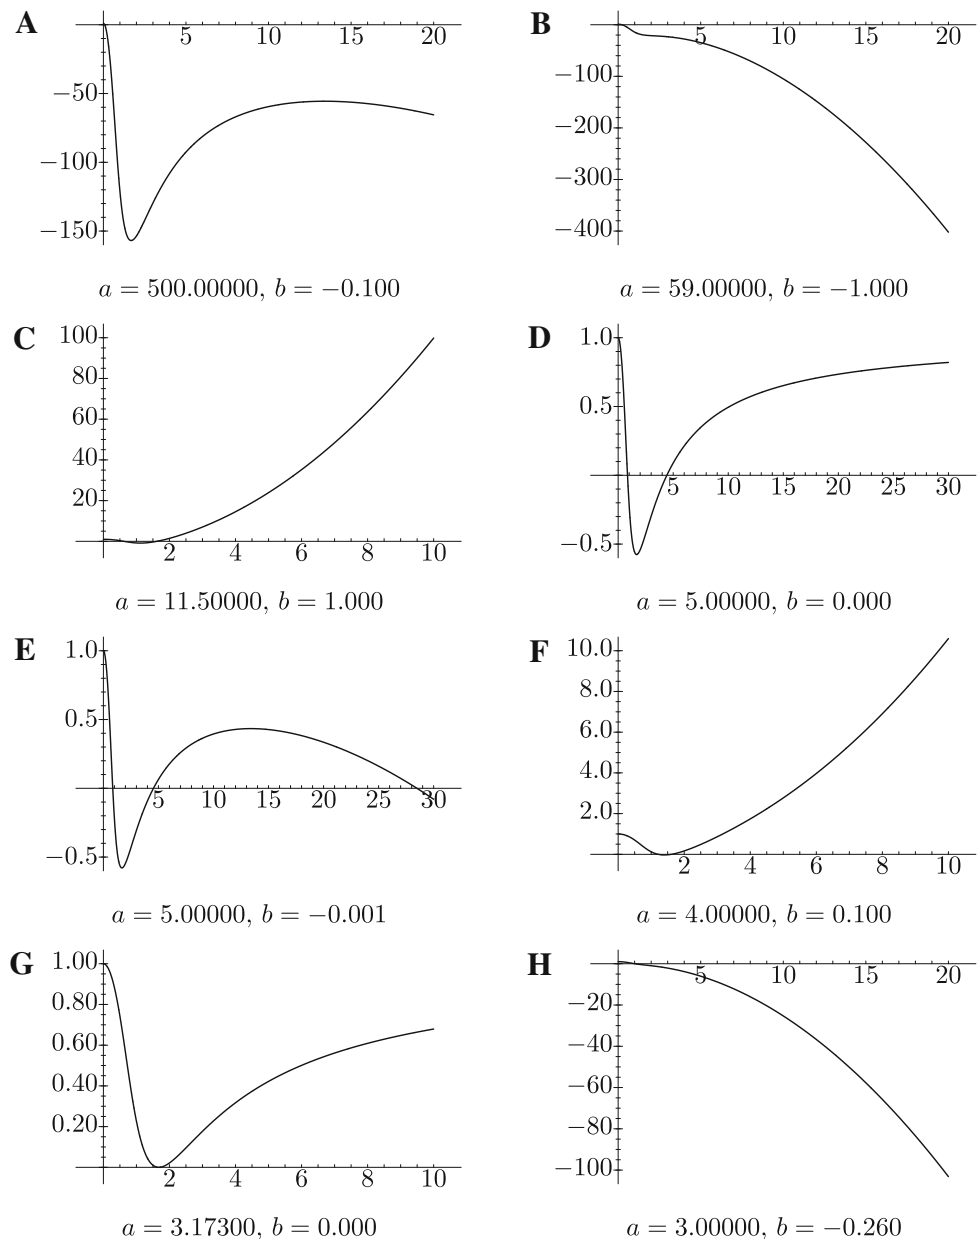 A
5 10 15 20
−50
−100
−150
a = 500.00000, b = −0.100
B
5 10 15 20
−100
−200
−300
−400
a = 59.00000, b = −1.000
C
100
80
60
40
20
2 4 6 8 10
a = 11.50000, b = 1.000
D
1.0
0.5
5 10 15 20 25 30
−0.5
a = 5.00000, b = 0.000
E
1.0
0.5
5 10 15 20 25 30
−0.5
a = 5.00000, b = −0.001
F
10.0
8.0
6.0
4.0
2.0
2 4 6 8 10
a = 4.00000, b = 0.100
G
1.00
0.80
0.60
0.40
0.20
2 4 6 8 10
a = 3.17300, b = 0.000
H
5 10 15 20
−20
−40
−60
−80
−100
a = 3.00000, b = −0.260